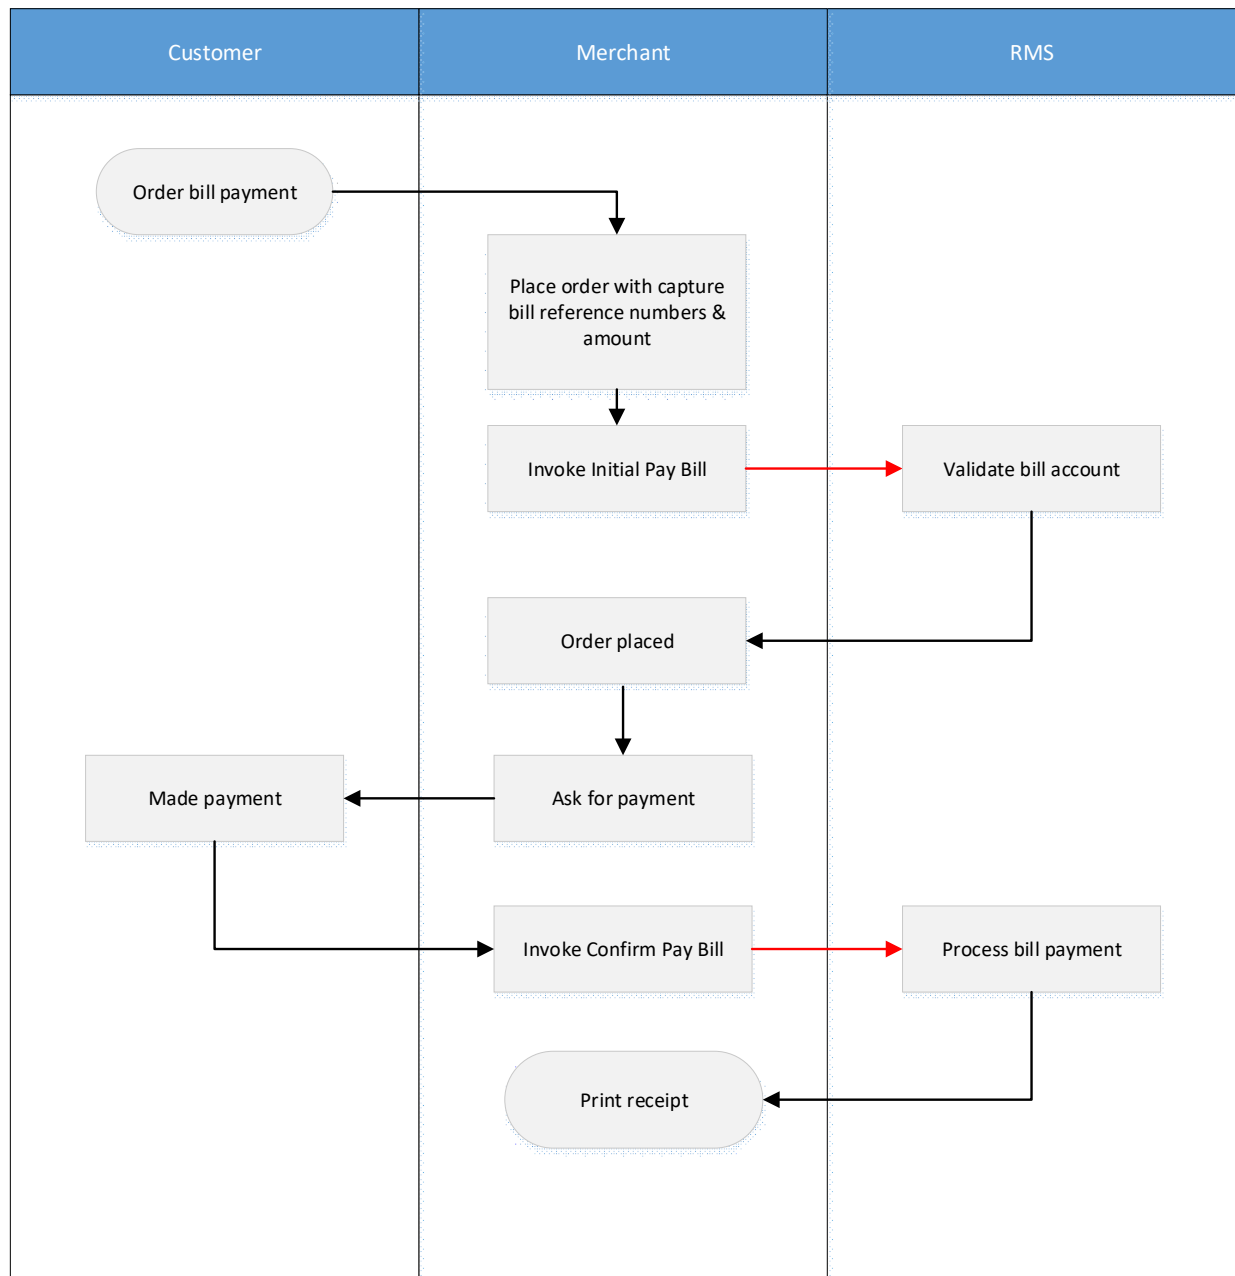 Customer
Merchant
RMS
Order bill payment
Place order with capture
bill reference numbers &
amount
Invoke Initial Pay Bill
Validate bill account
Order placed
Made payment
Ask for payment
Invoke Confirm Pay Bill
Process bill payment
Print receipt